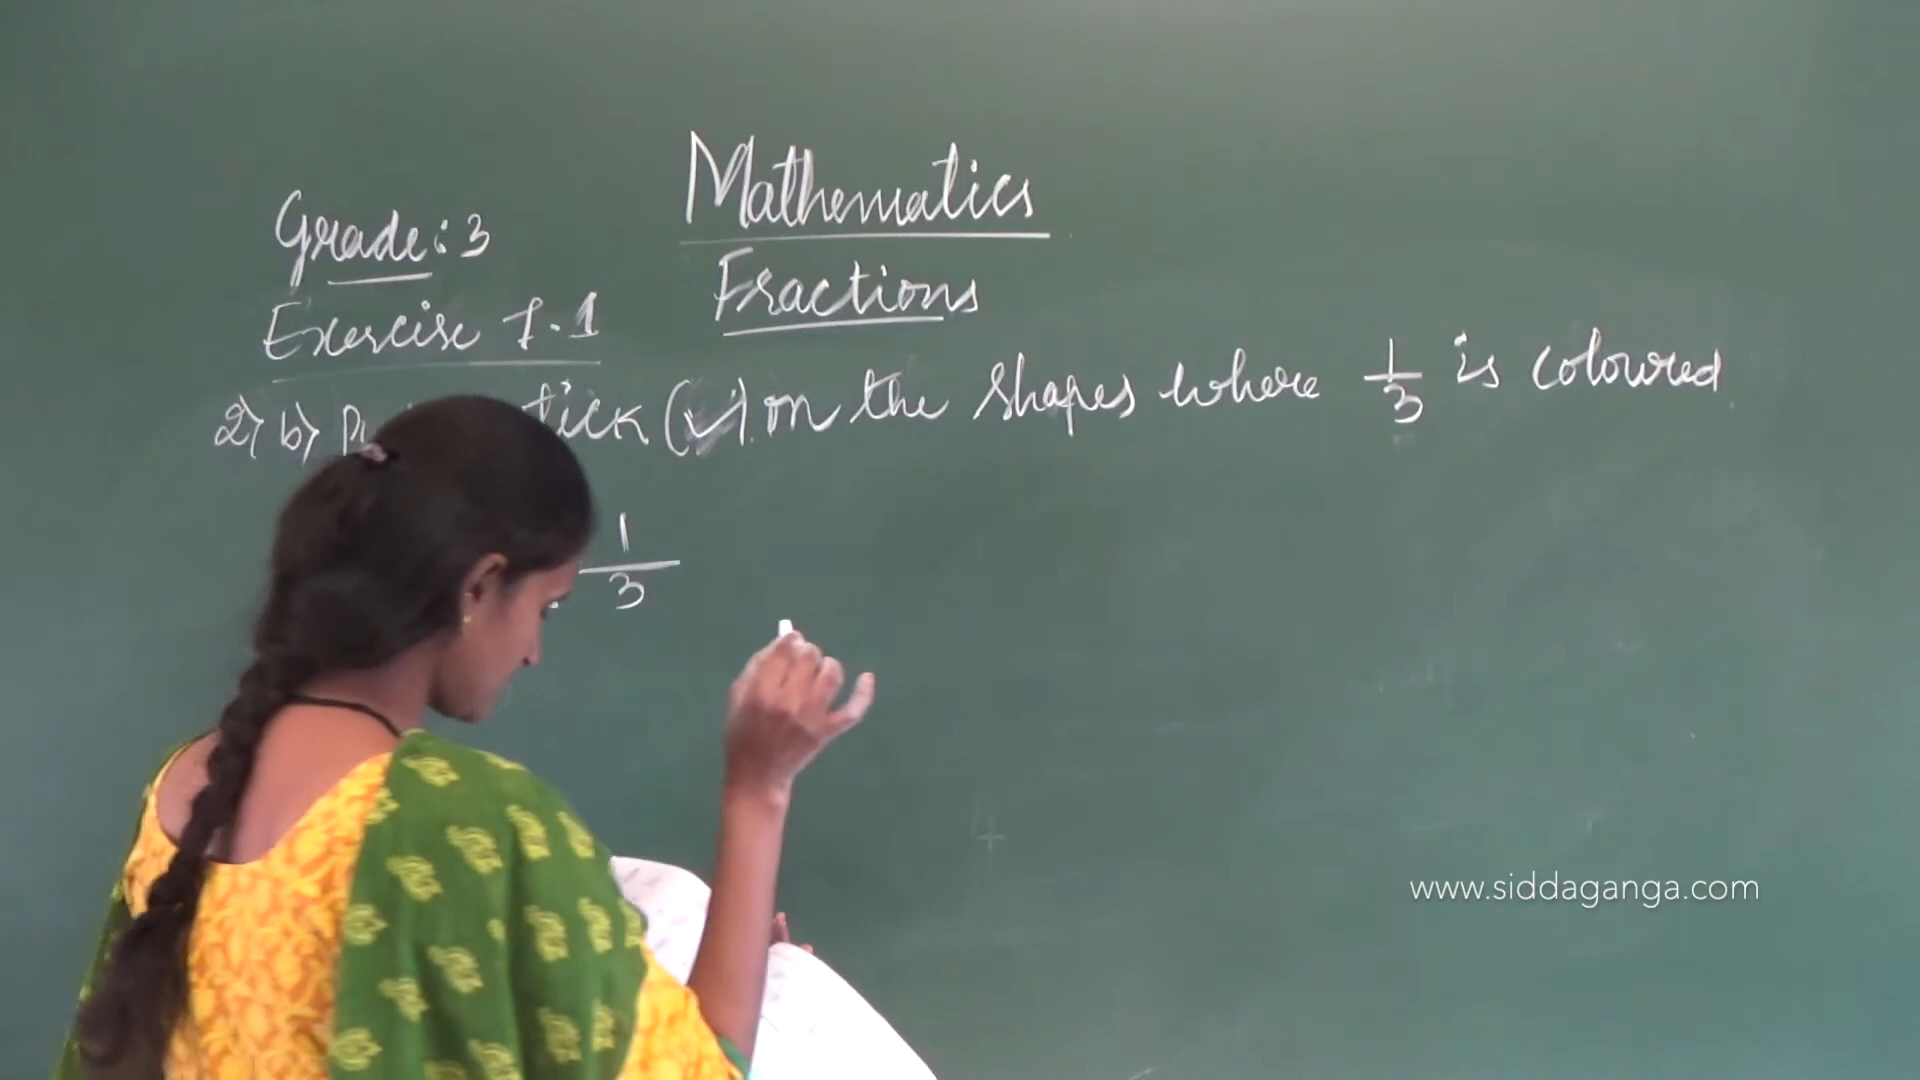 Mathematics
Grade: 3
Fractions
Exercise 7.1
2) b) tick (✓) on the shapes where 1/3 is coloured.
1/3
www.siddaganga.com